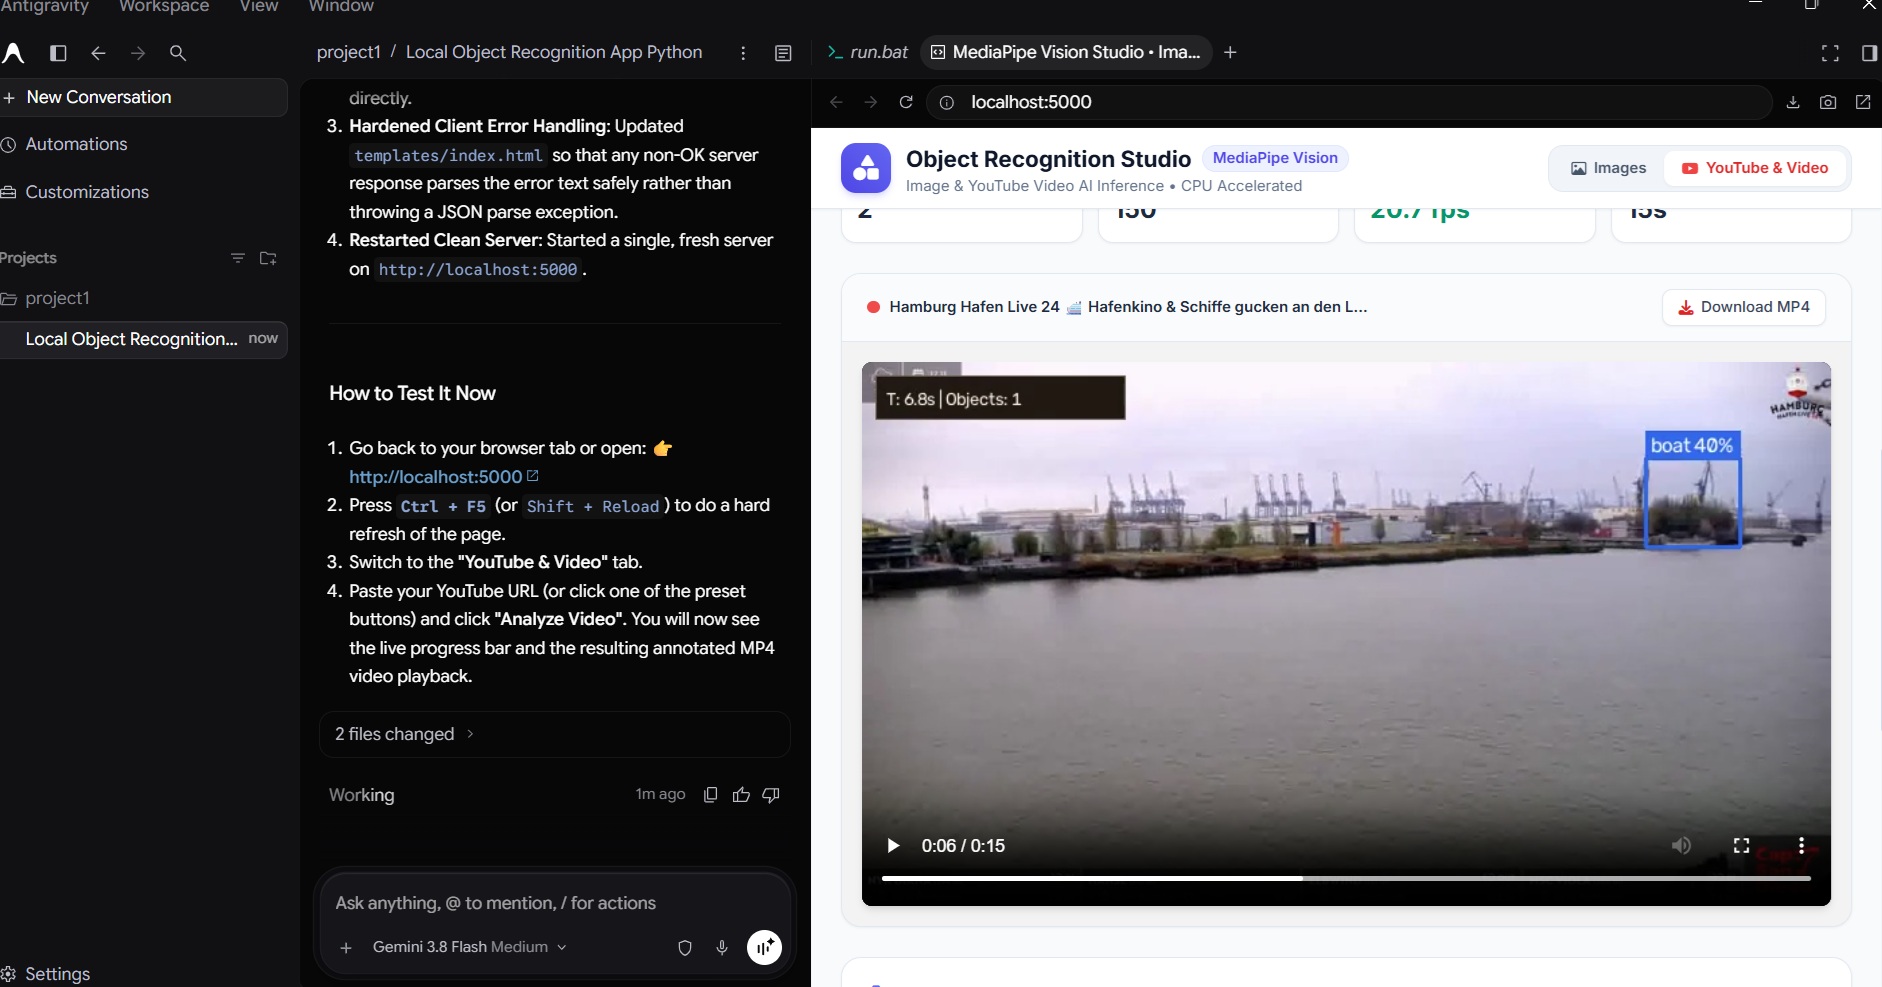 Antigravity Workspace View Window
project1 / Local Object Recognition App Python
run.bat
MediaPipe Vision Studio • Ima...
New Conversation
Automations
Customizations
Projects
project1
Local Object Recognition... now
Settings
directly.
3. Hardened Client Error Handling: Updated
templates/index.html so that any non-OK server
response parses the error text safely rather than
throwing a JSON parse exception.
4. Restarted Clean Server: Started a single, fresh server
on http://localhost:5000 .
How to Test It Now
1. Go back to your browser tab or open: 👉
http://localhost:5000
2. Press Ctrl + F5 (or Shift + Reload ) to do a hard
refresh of the page.
3. Switch to the "YouTube & Video" tab.
4. Paste your YouTube URL (or click one of the preset
buttons) and click "Analyze Video". You will now see
the live progress bar and the resulting annotated MP4
video playback.
2 files changed
Working 1m ago
Ask anything, @ to mention, / for actions
Gemini 3.8 Flash Medium
localhost:5000
Object Recognition Studio MediaPipe Vision
Image & YouTube Video AI Inference • CPU Accelerated
Images YouTube & Video
2 150 20.7 fps 15s
Hamburg Hafen Live 24 🚢 Hafenkino & Schiffe gucken an den L...
Download MP4
T: 6.8s | Objects: 1
HAMBURG
boat 40%
0:06 / 0:15